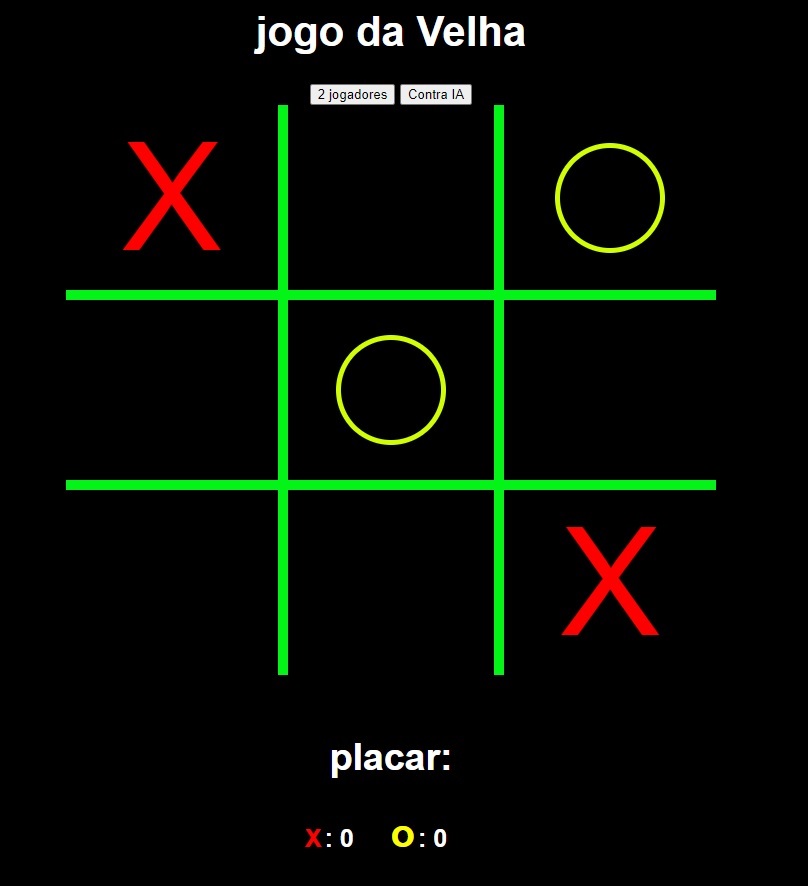 jogo da Velha
2 jogadores Contra IA
X O
O
X
placar:
X: 0 O: 0